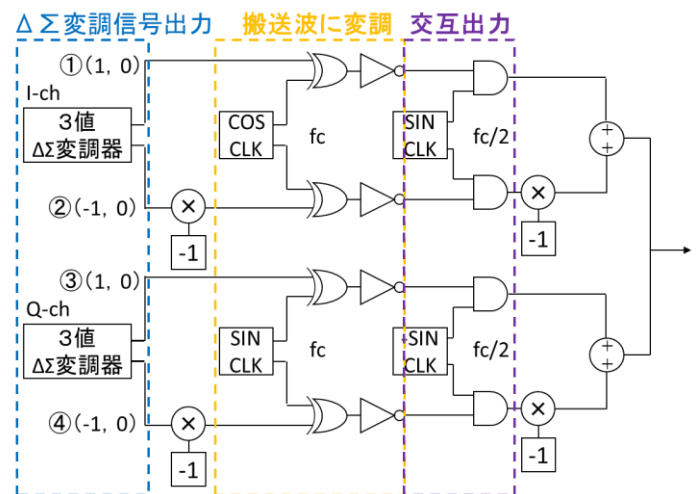 ΔΣ変調信号出力
搬送波に変調
交互出力
①(1, 0)
I-ch
3値
ΔΣ変調器
COS
CLK
fc
SIN
CLK
fc/2
+
+
②(-1, 0)
×
-1
×
-1
③(1, 0)
Q-ch
3値
ΔΣ変調器
SIN
CLK
fc
-SIN
CLK
fc/2
+
+
④(-1, 0)
×
-1
×
-1